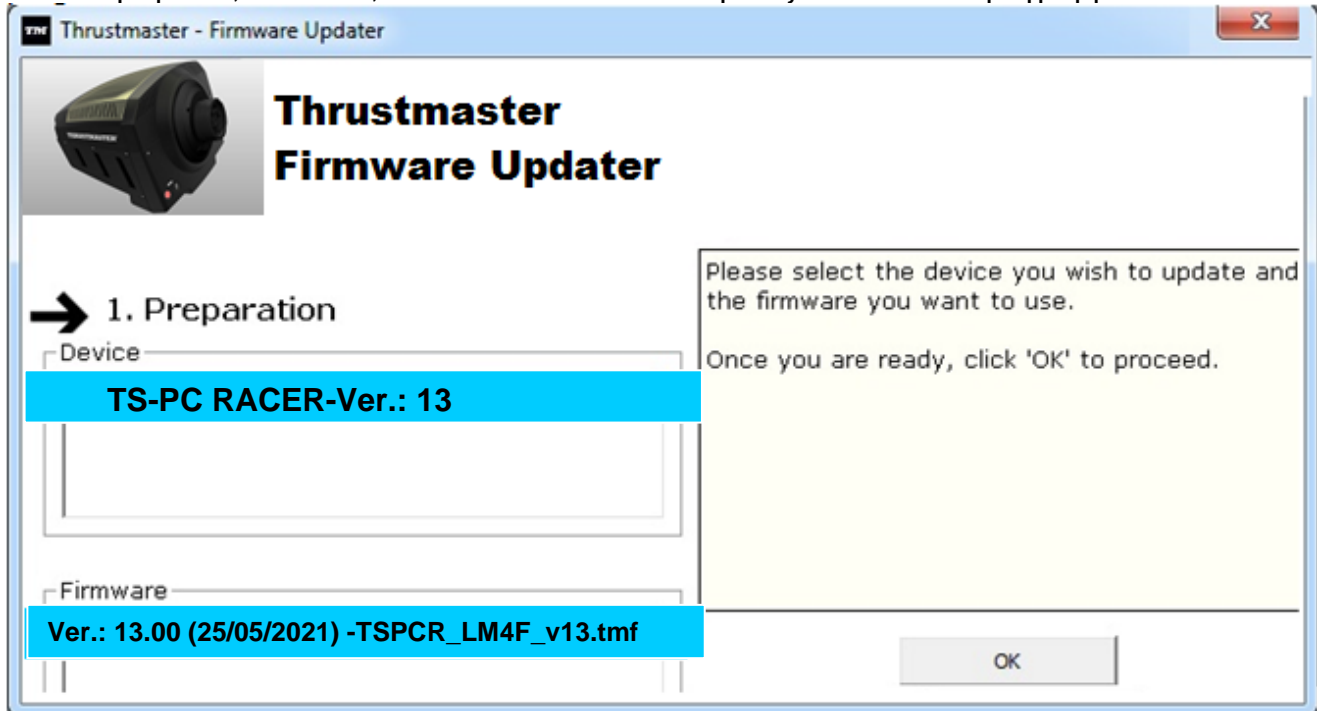 Thrustmaster - Firmware Updater
Thrustmaster
Firmware Updater
1. Preparation
Device
TS-PC RACER-Ver.: 13
Firmware
Ver.: 13.00 (25/05/2021) -TSPCR_LM4F_v13.tmf
Please select the device you wish to update and
the firmware you want to use.
Once you are ready, click 'OK' to proceed.
OK